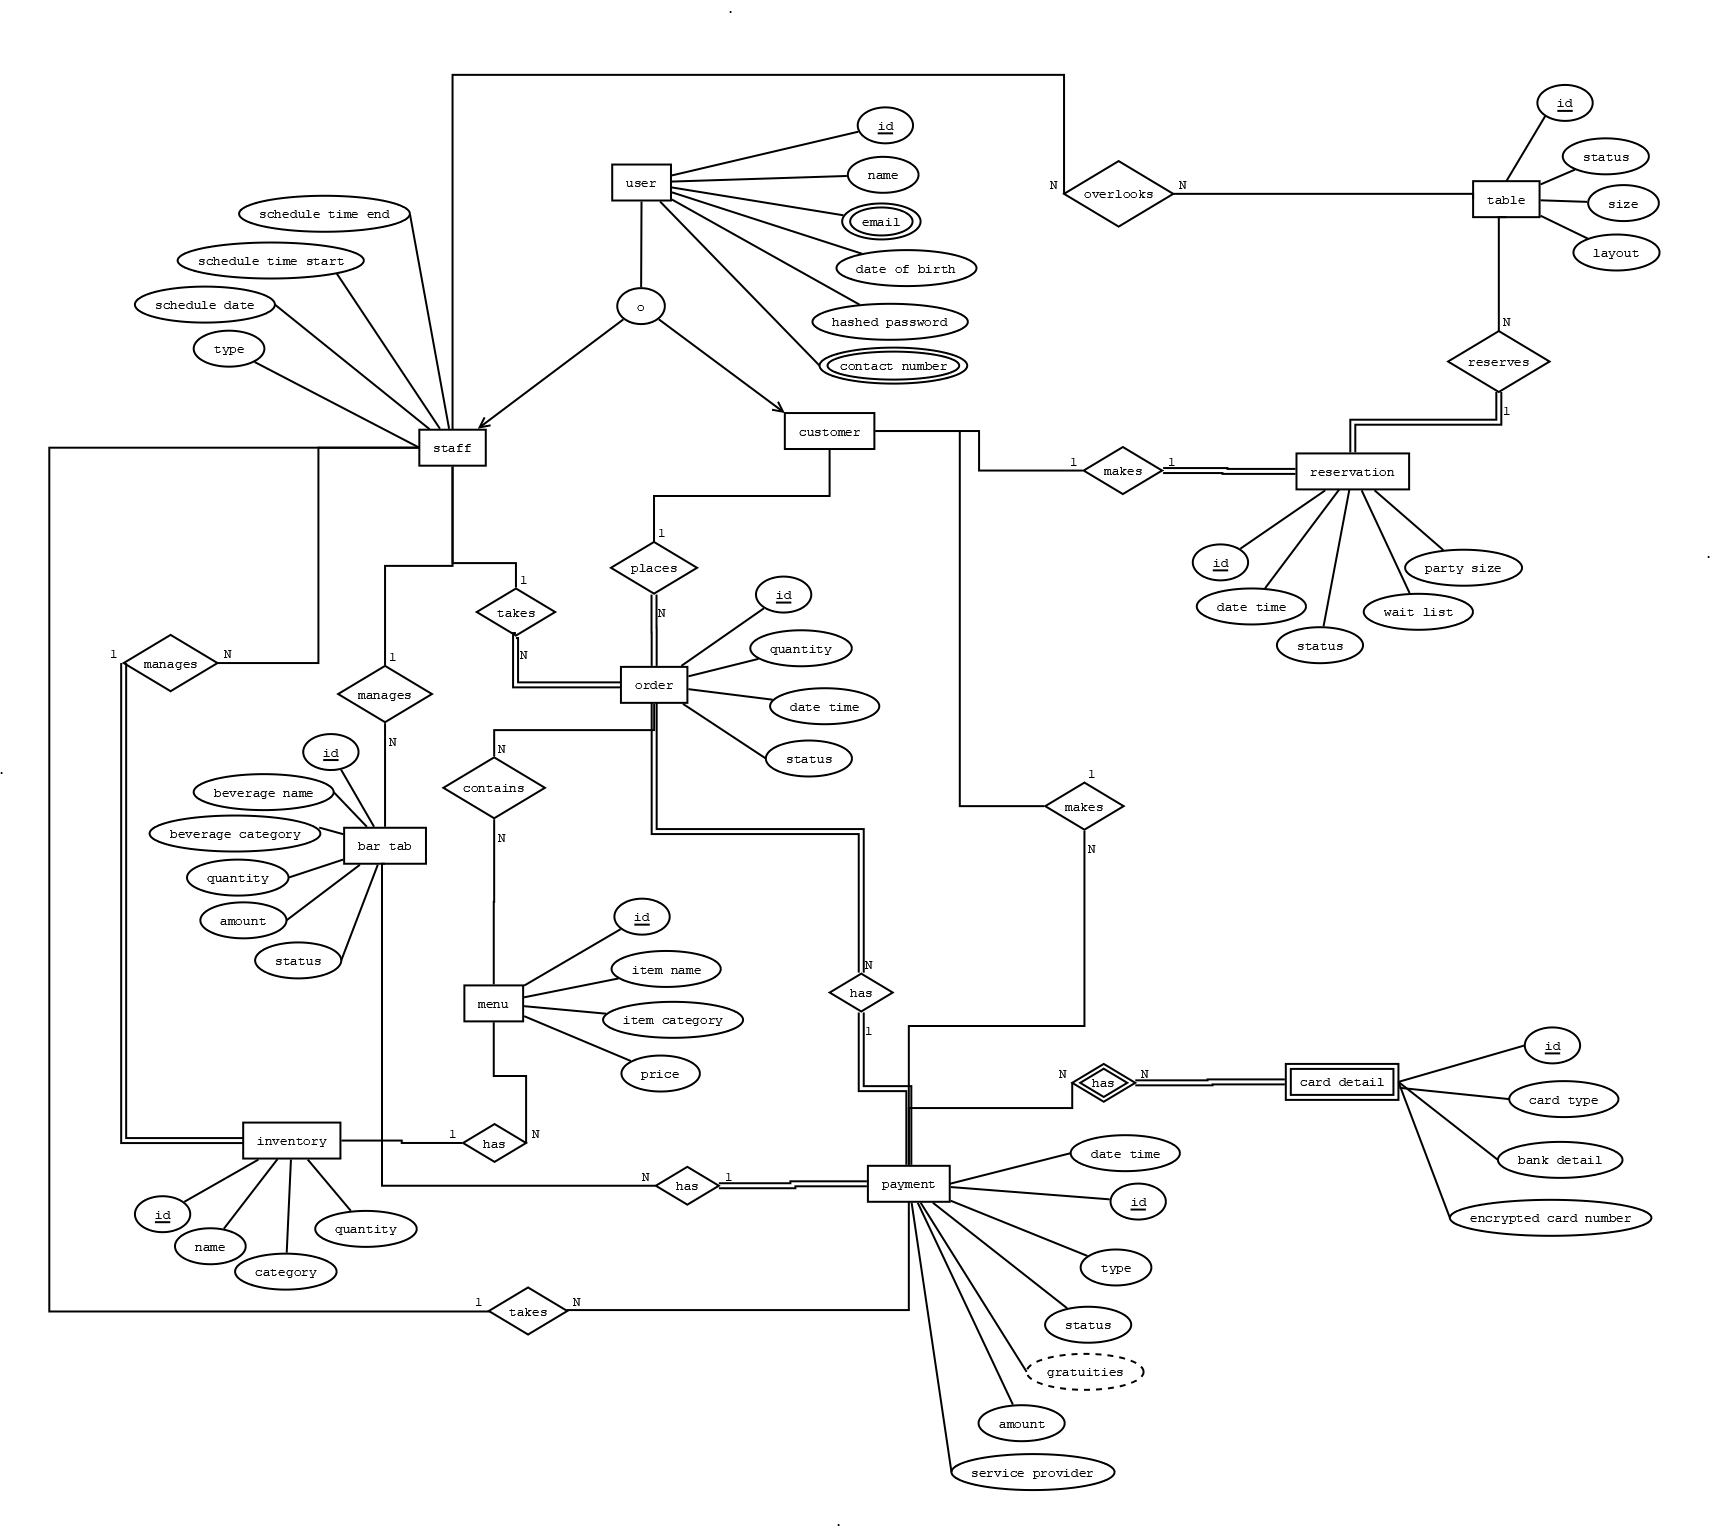 id
user
name
email
date of birth
hashed password
contact number
o
schedule time end
schedule time start
schedule date
type
staff
customer
N
overlooks
N
table
id
status
size
layout
N
reserves
1
1
makes
1
reservation
id
date time
status
wait list
party size
1
places
N
1
takes
N
order
id
quantity
date time
status
1
manages
N
1
manages
N
id
beverage name
beverage category
bar tab
quantity
amount
status
N
contains
N
menu
id
item name
item category
price
1
makes
N
N
has
1
N
has
N
card detail
id
card type
bank detail
encrypted card number
inventory
1
has
N
id
name
category
quantity
N
has
1
payment
date time
id
type
status
gratuities
amount
service provider
1
takes
N